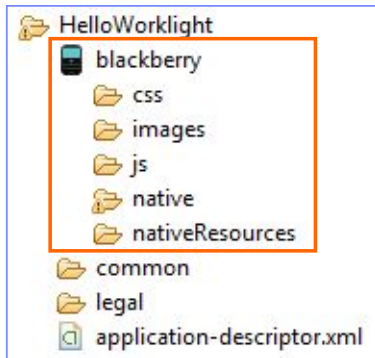 HelloWorklight
blackberry
css
images
js
native
nativeResources
common
legal
application-descriptor.xml